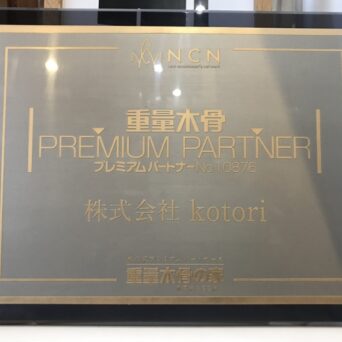 NCN
重量木骨
PREMIUM PARTNER
プレミアムパートナー No.10876
株式会社 kotori
重量木骨の家